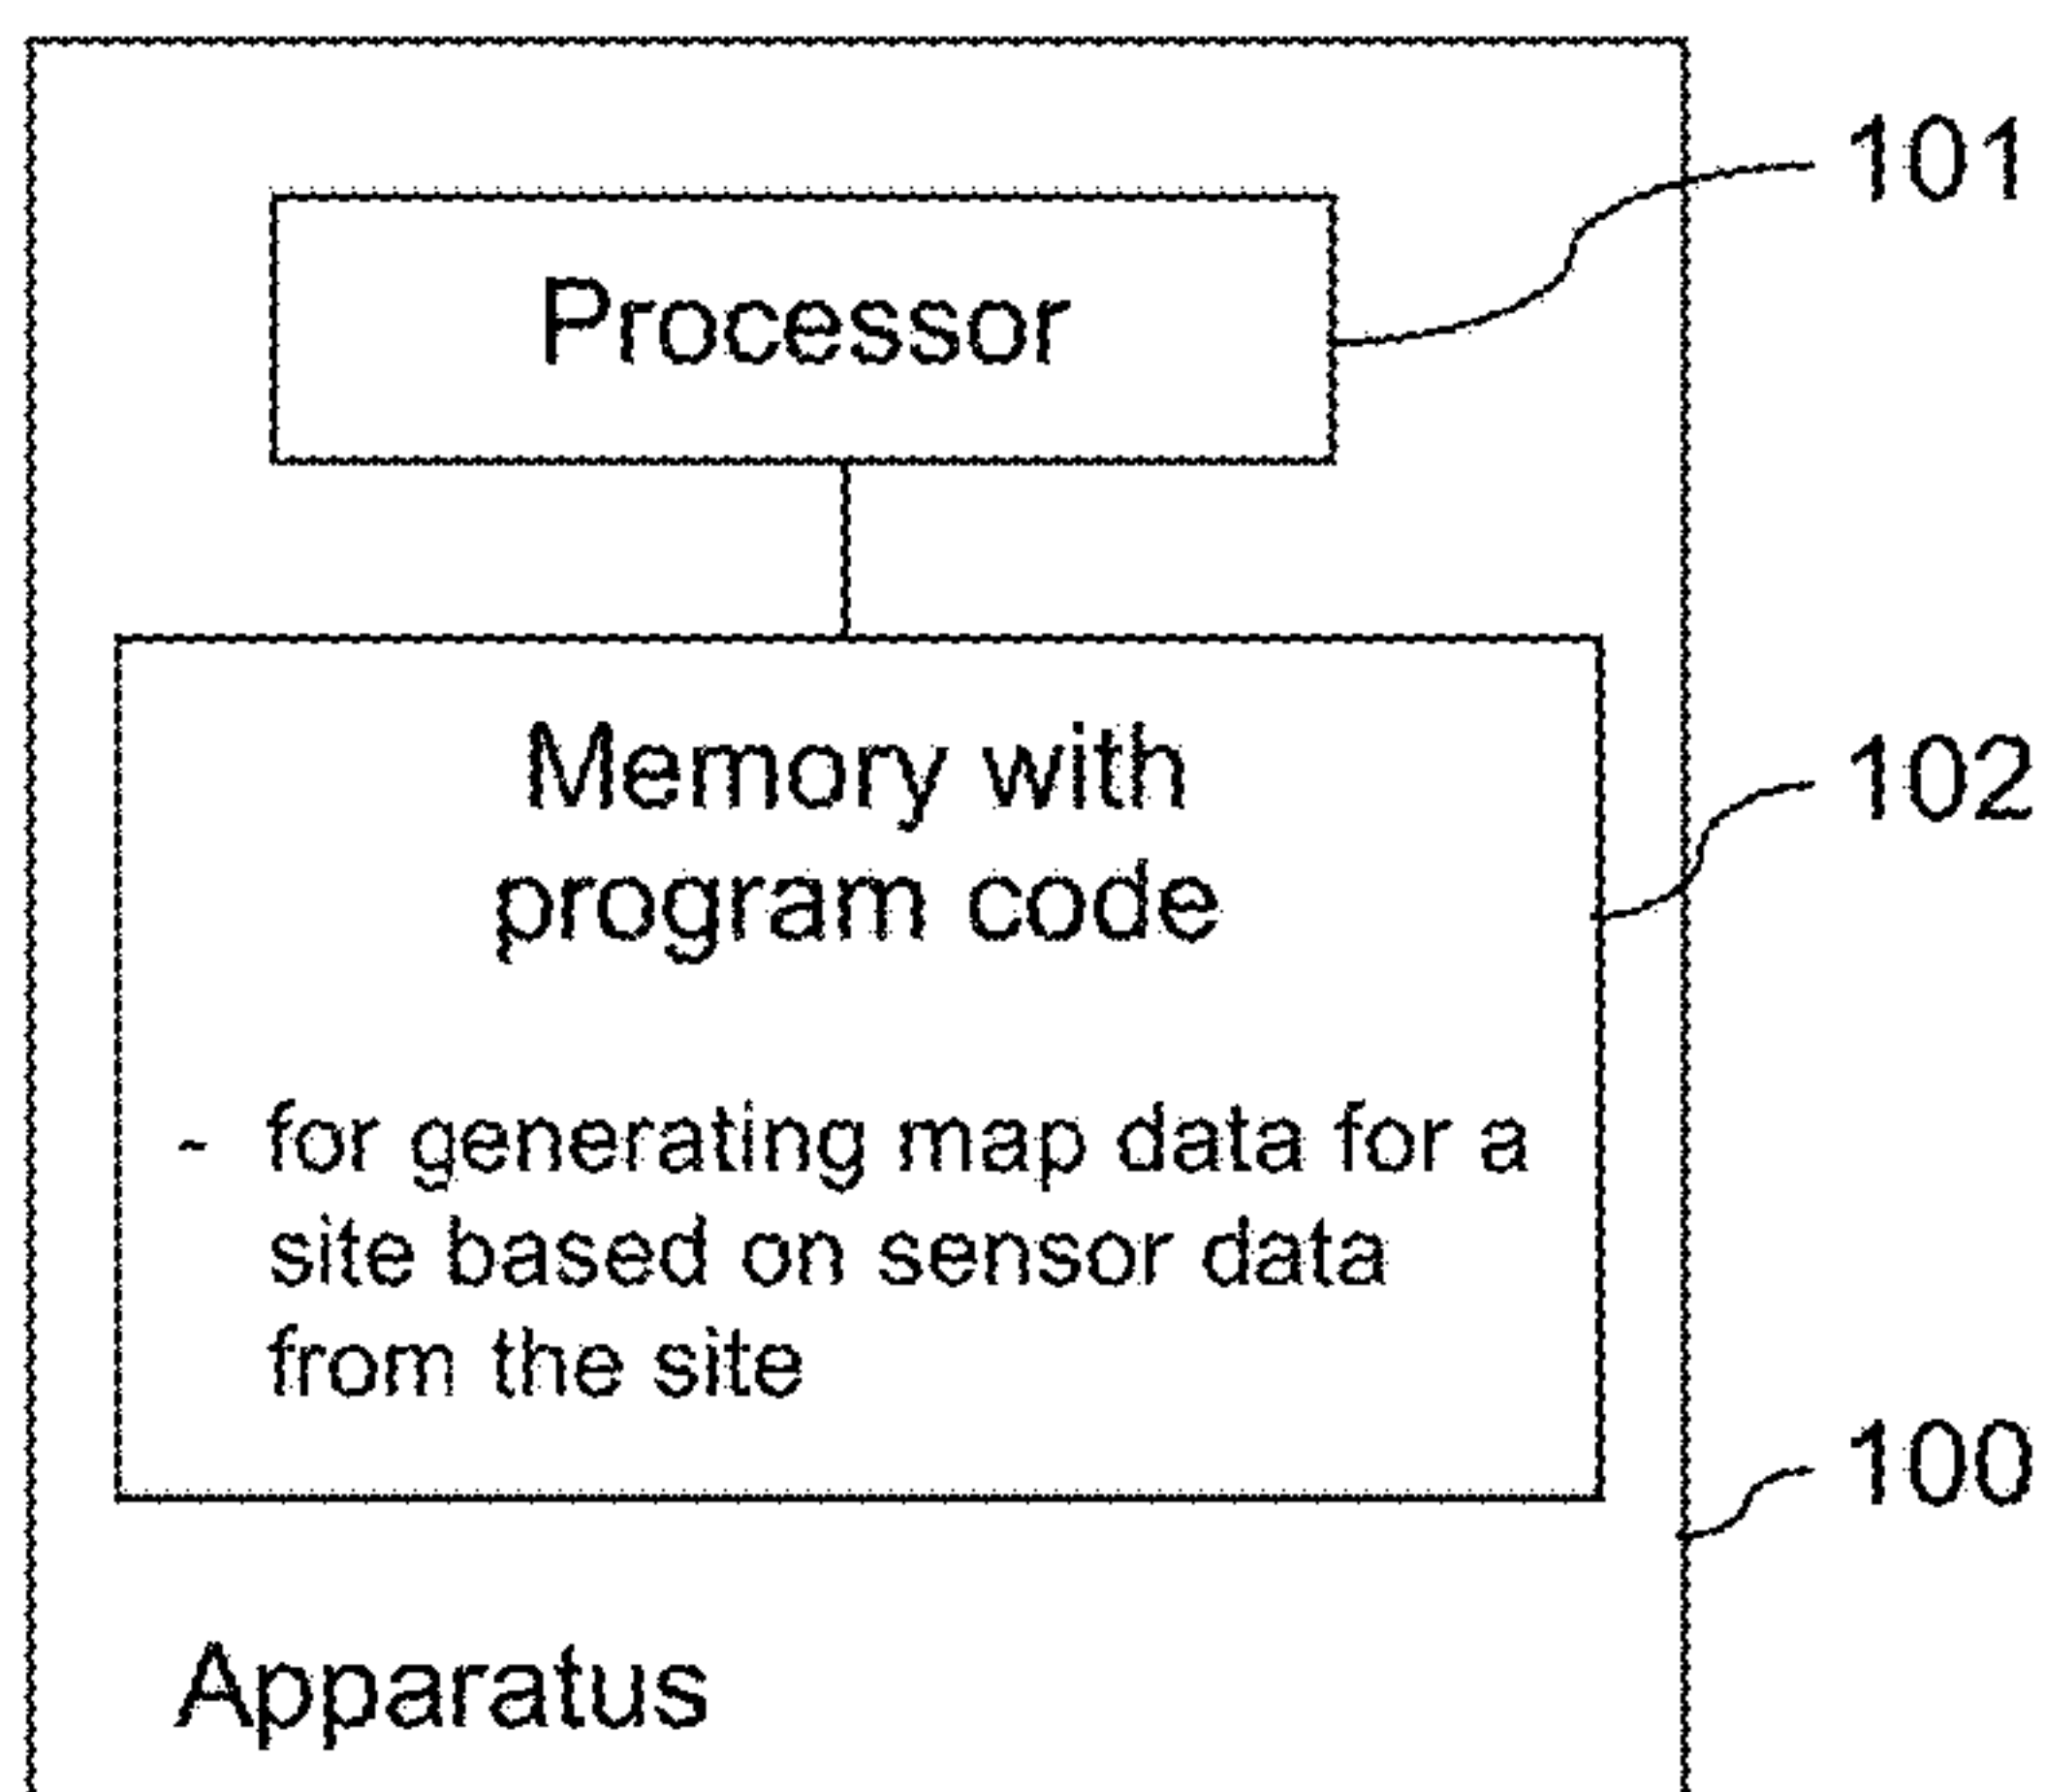 101
Processor
Memory with
102
program code
- for generating map data for a
site based on sensor data
from the site
100
Apparatus